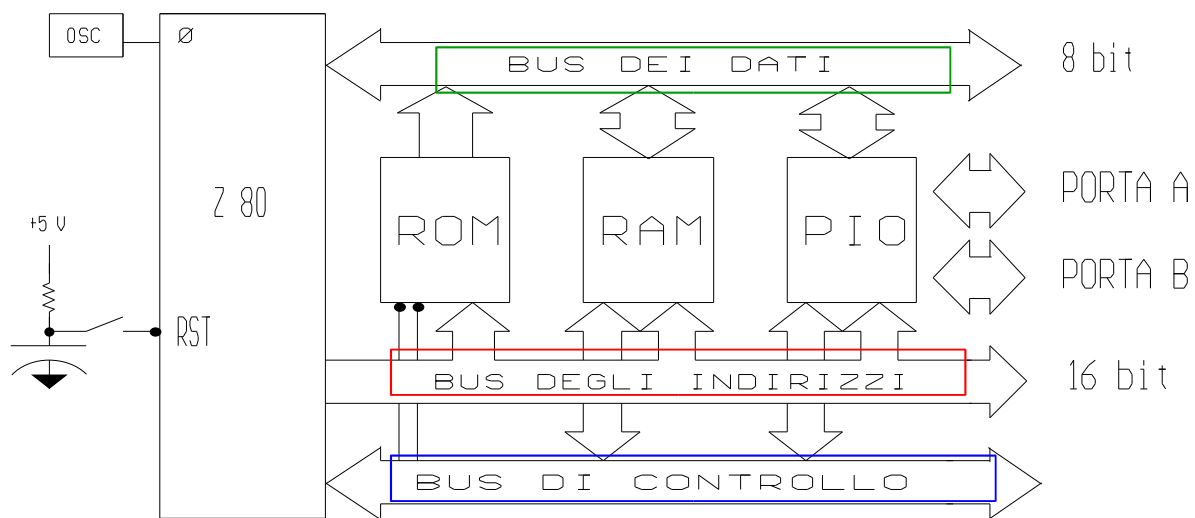 OSC
Ø
BUS DEI DATI
8 bit
Z 80
PORTA A
+5 V
ROM
RAM
PIO
PORTA B
RST
BUS DEGLI INDIRIZZI
16 bit
BUS DI CONTROLLO